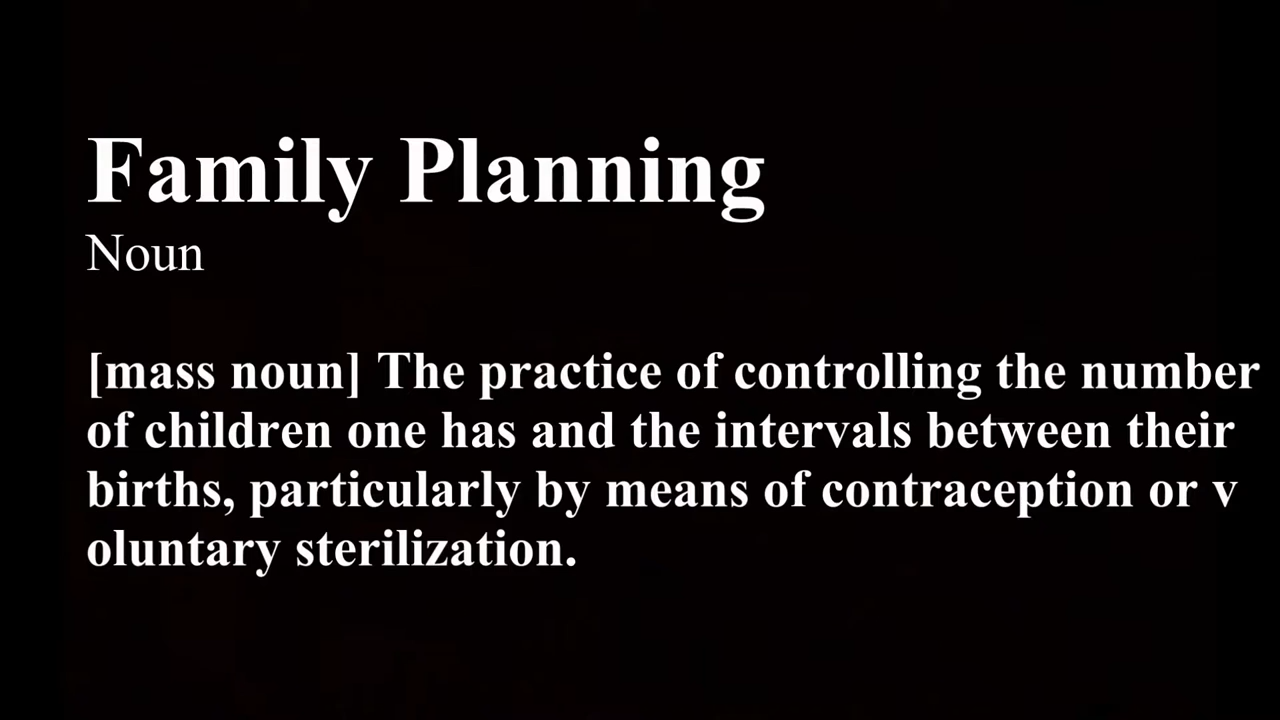 Family Planning
Noun
[mass noun] The practice of controlling the number
of children one has and the intervals between their
births, particularly by means of contraception or v
oluntary sterilization.